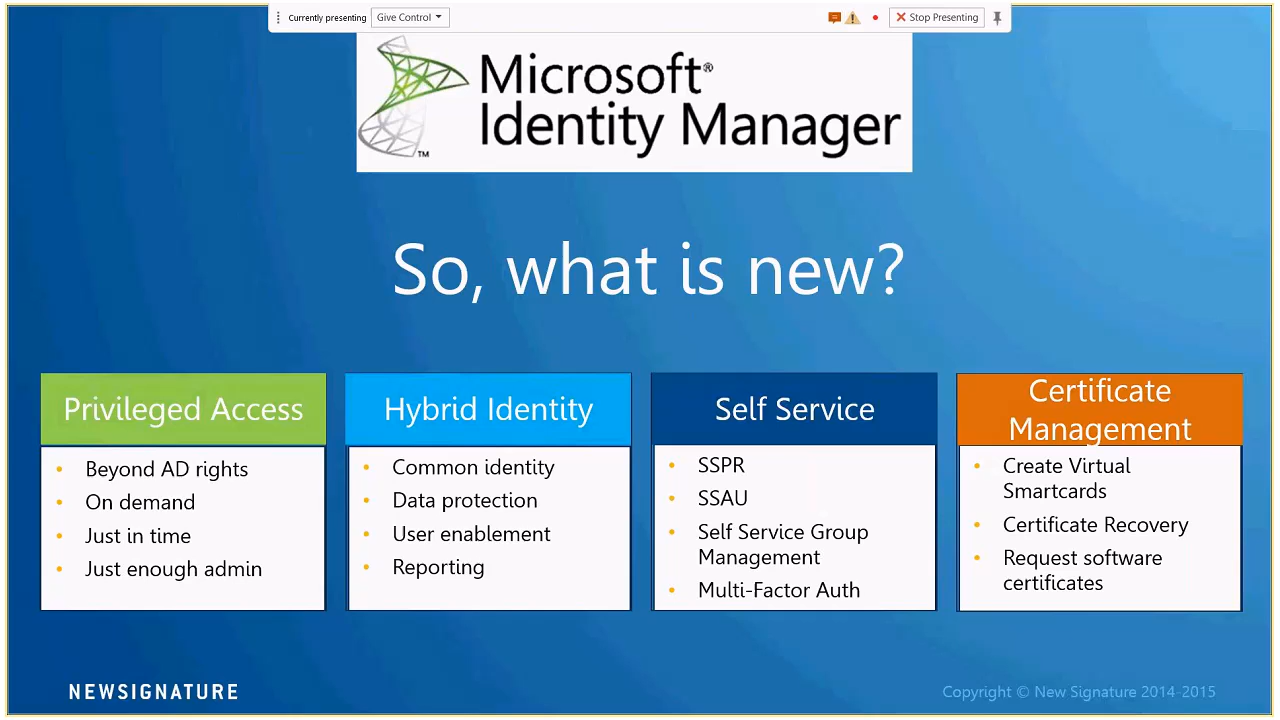 Currently presenting Give Control Stop Presenting
Microsoft®
Identity Manager
TM
So, what is new?
Privileged Access
• Beyond AD rights
• On demand
• Just in time
• Just enough admin
Hybrid Identity
• Common identity
• Data protection
• User enablement
• Reporting
Self Service
• SSPR
• SSAU
• Self Service Group
Management
• Multi-Factor Auth
Certificate
Management
• Create Virtual
Smartcards
• Certificate Recovery
• Request software
certificates
NEWSIGNATURE
Copyright © New Signature 2014-2015